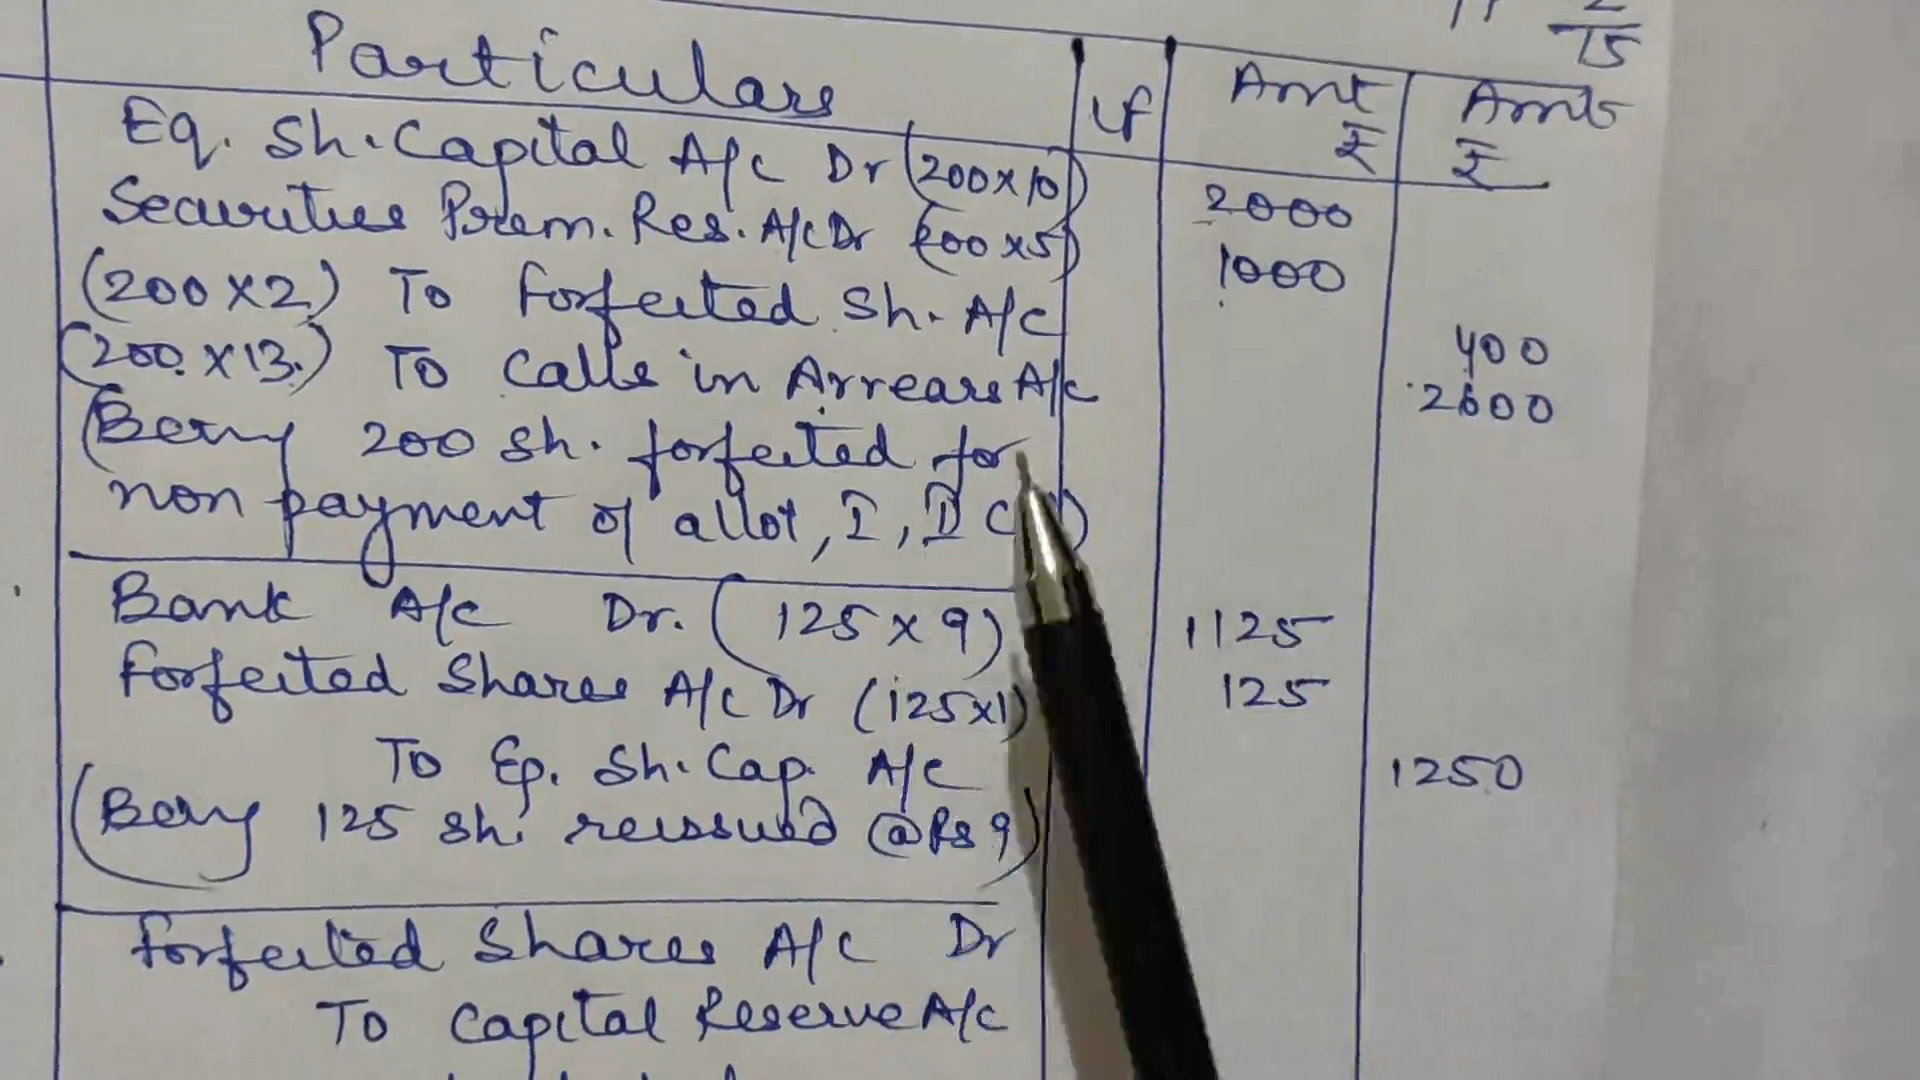 2
15
Particulars LF Amt ₹ Amt ₹
Eq. Sh. Capital A/c Dr (200×10) 2000
Securities Prem. Res. A/c Dr (200×5) 1000
(200×2) To Forfeited Sh. A/c 400
(200×13) To Calls in Arrears A/c 2600
(Being 200 sh. forfeited for
non payment of allot, I, II
Bank A/c Dr. (125×9) 1125
Forfeited Shares A/c Dr (125×1) 125
To Eq. Sh. Cap. A/c 1250
(Being 125 sh. reissued @Rs 9)
Forfeited Shares A/c Dr
To Capital Reserve A/c